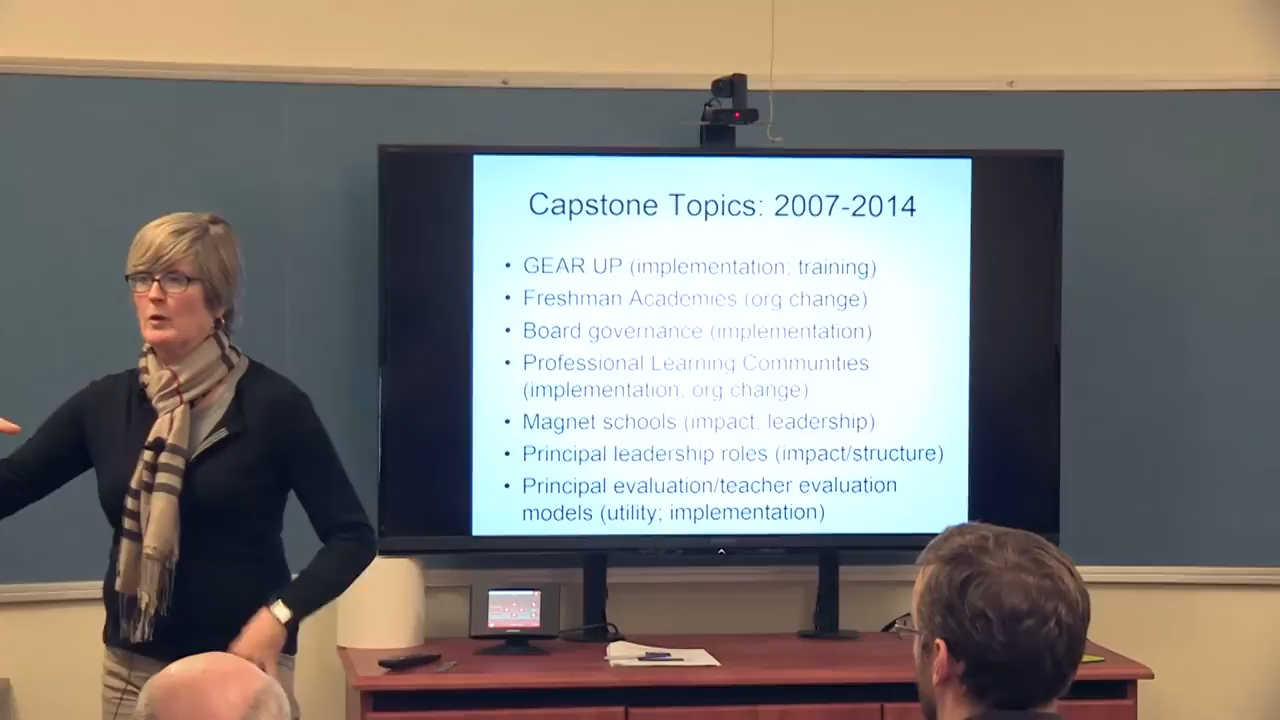 Capstone Topics: 2007-2014
• GEAR UP (implementation; training)
• Freshman Academies (org change)
• Board governance (implementation)
• Professional Learning Communities
(implementation, org change)
• Magnet schools (impact, leadership)
• Principal leadership roles (impact/structure)
• Principal evaluation/teacher evaluation
models (utility; implementation)